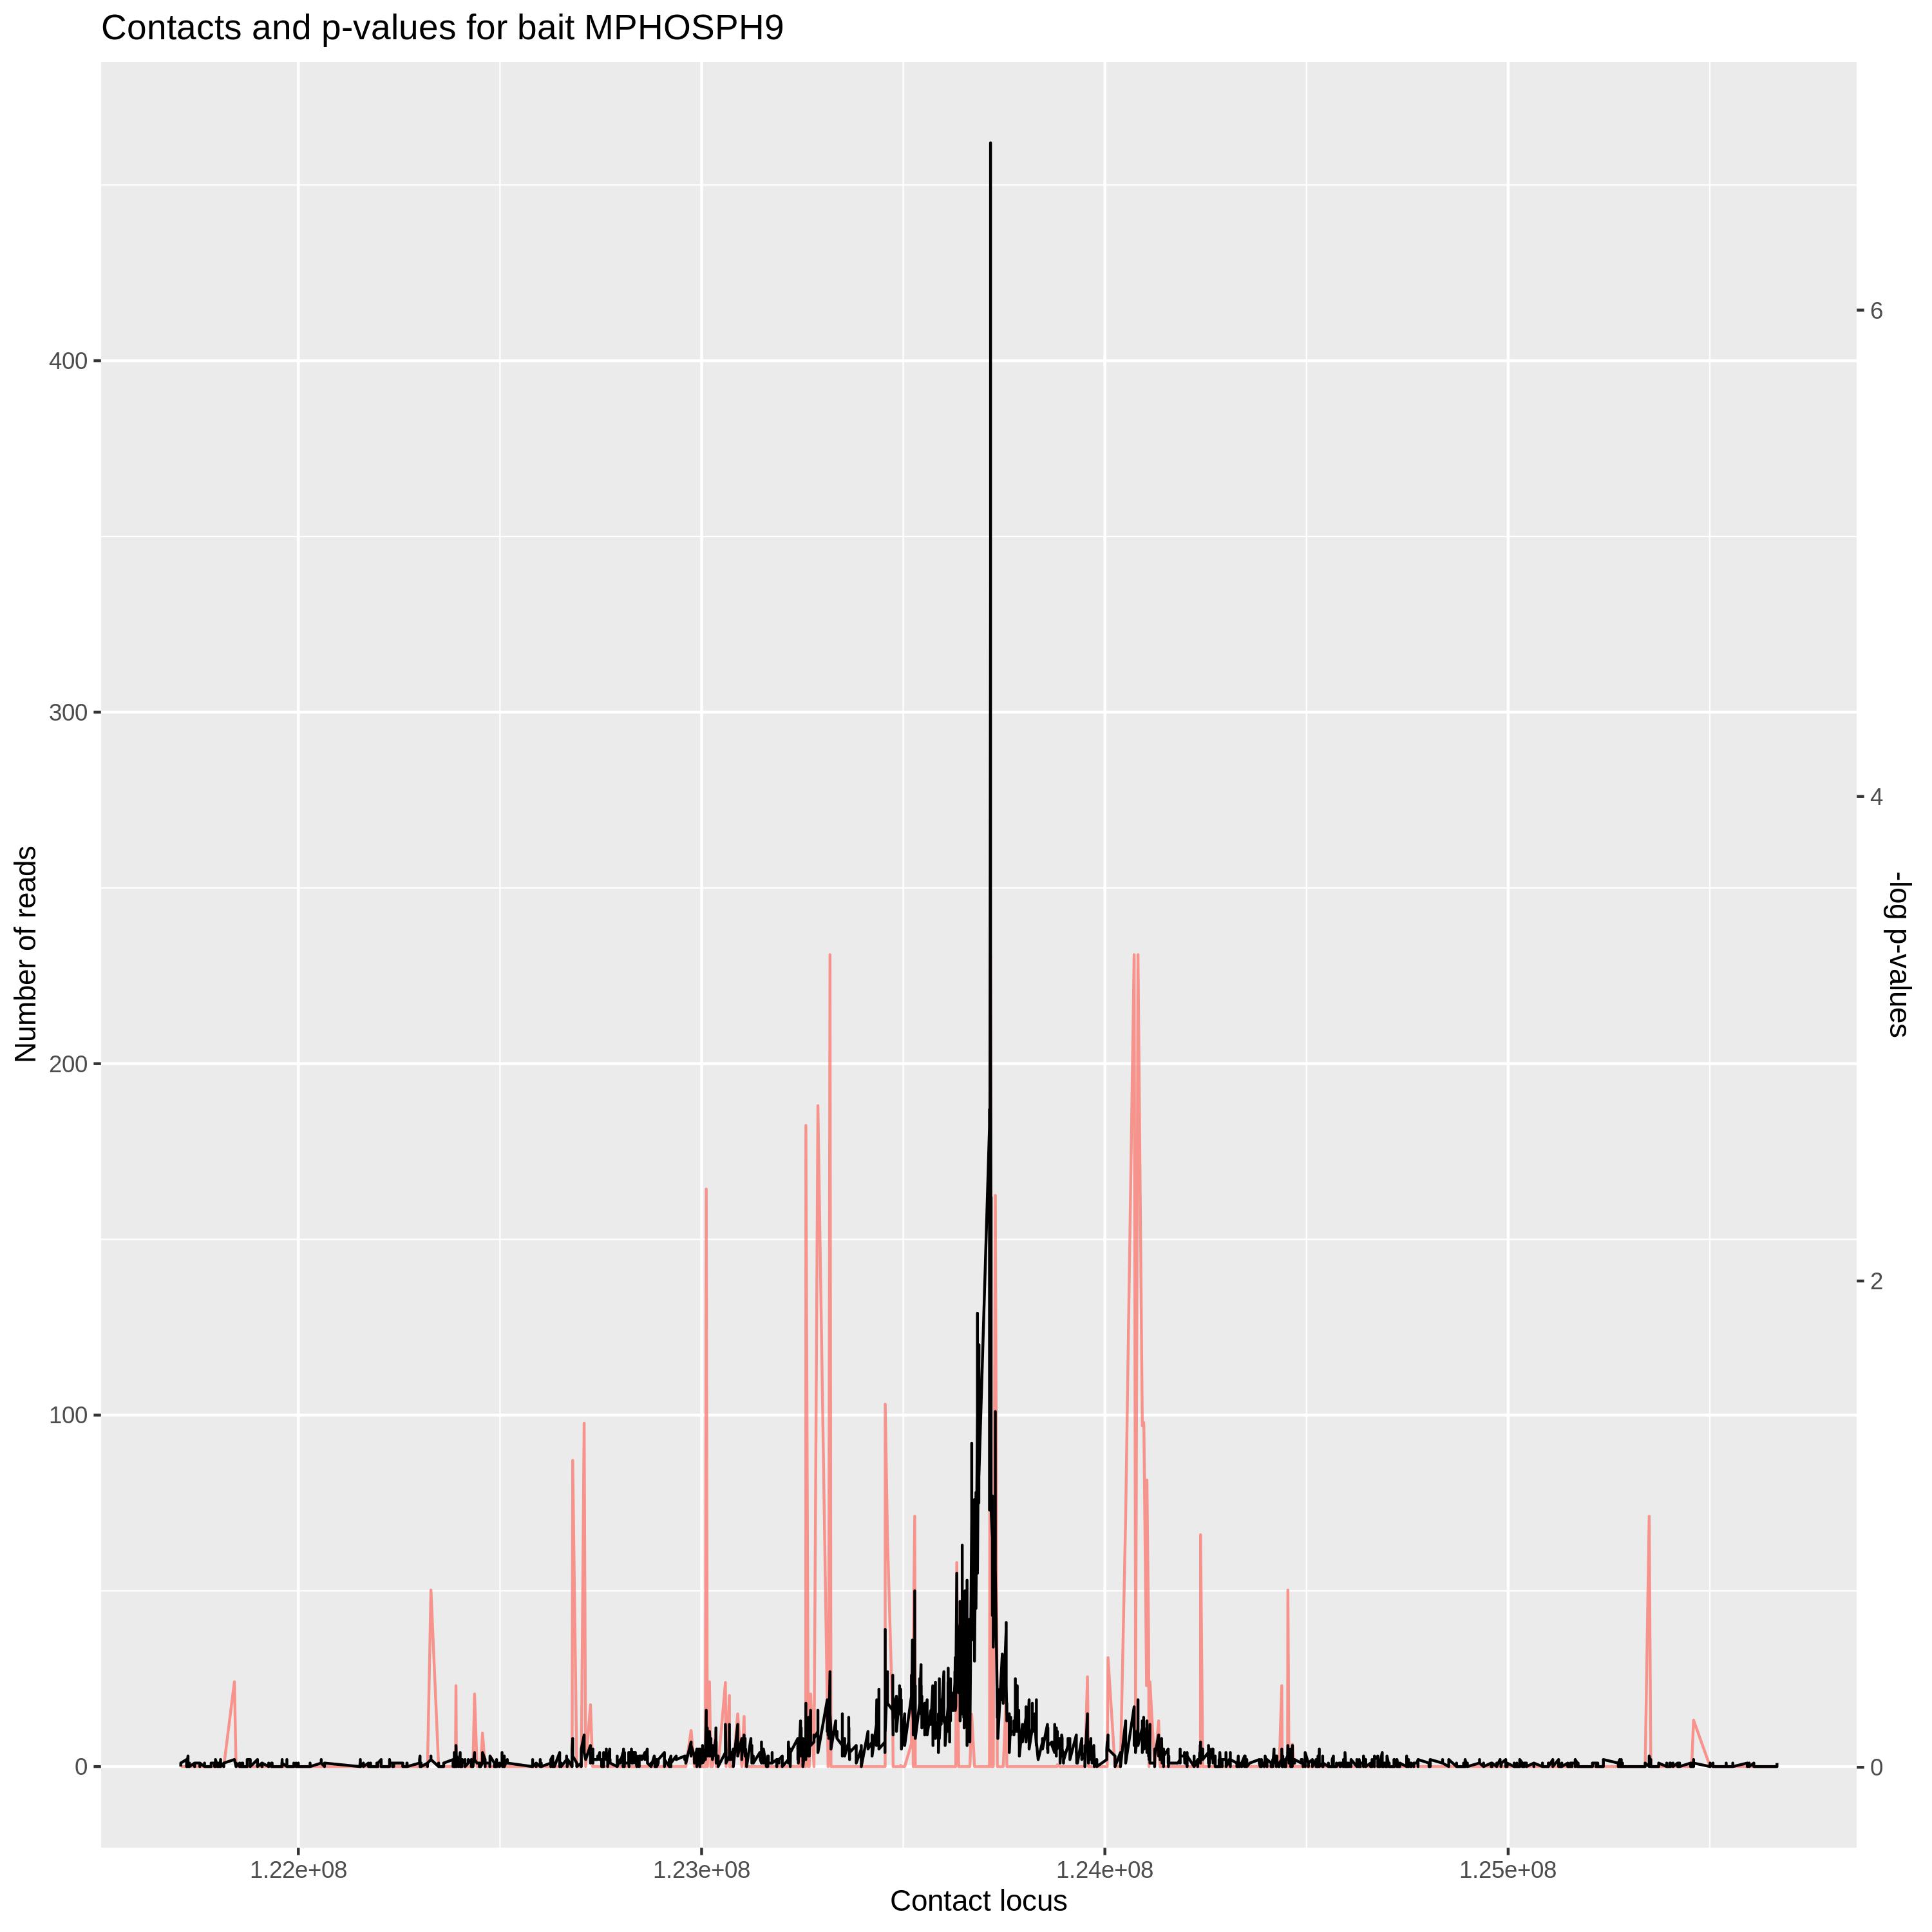 Contacts and p-values for bait MPHOSPH9
Number of reads
400
300
200
100
0
6
4
2
0
-log p-values
1.22e+08
1.23e+08
1.24e+08
1.25e+08
Contact locus